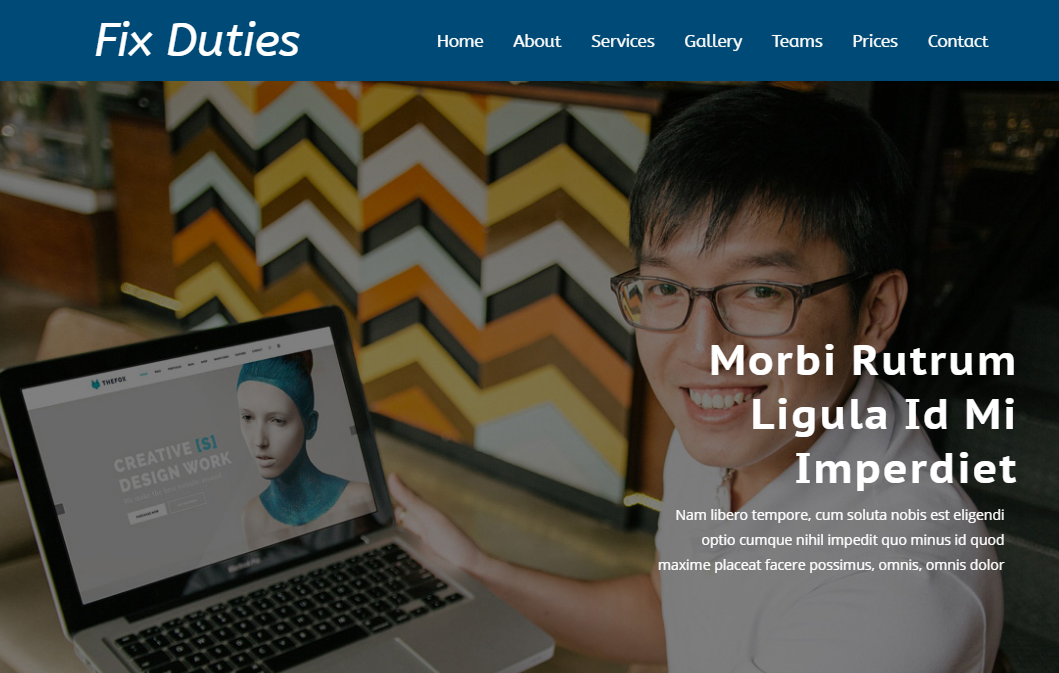 Fix Duties
Home About Services Gallery Teams Prices Contact
THEFOX
CREATIVE [S]
DESIGN WORK
Morbi Rutrum
Ligula Id Mi
Imperdiet
Nam libero tempore, cum soluta nobis est eligendi
optio cumque nihil impedit quo minus id quod
maxime placeat facere possimus, omnis, omnis dolor